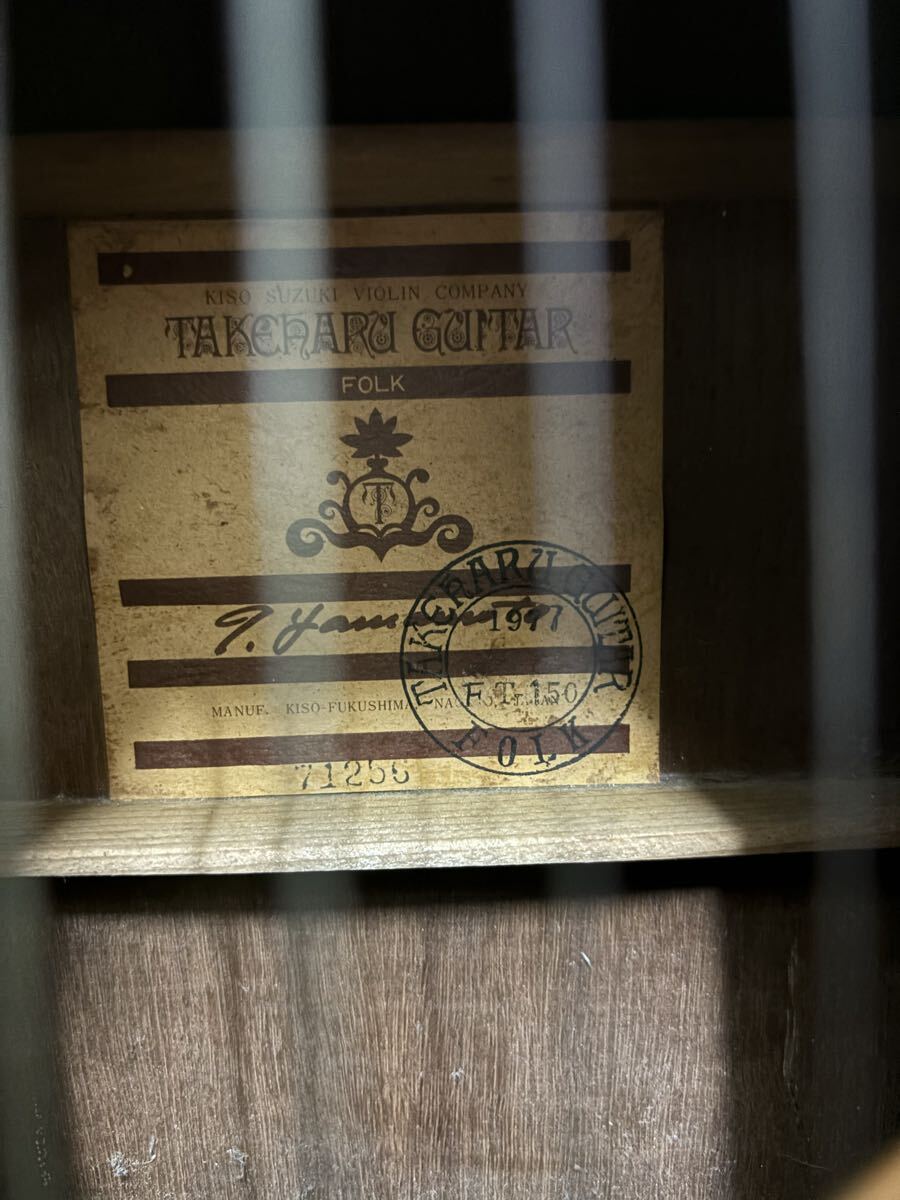 KISO SUZUKI VIOLIN COMPANY
TAKEHARU GUITAR
FOLK
T
TAKEHARU GUITAR
1977
F.T. 150
FOLK
MANUF. KISO-FUKUSHIMA